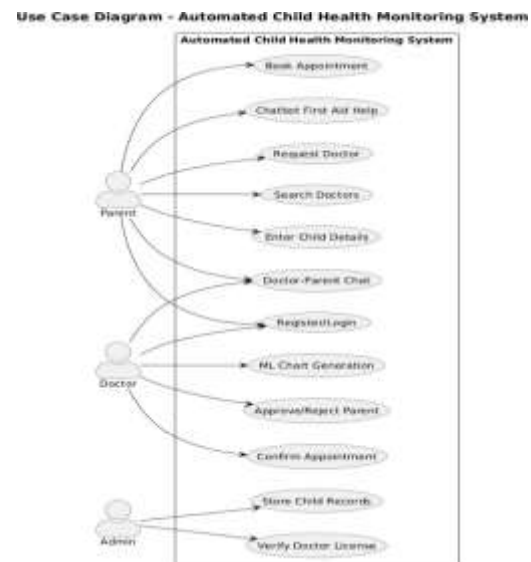 Use Case Diagram - Automated Child Health Monitoring System
Automated Child Health Monitoring System
Book Appointment
Chatbot First Aid Help
Request Doctor
Search Doctors
Parent
Enter Child Details
Doctor-Parent Chat
Register/Login
ML Chart Generation
Doctor
Approve/Reject Parent
Confirm Appointment
Store Child Records
Admin
Verify Doctor License